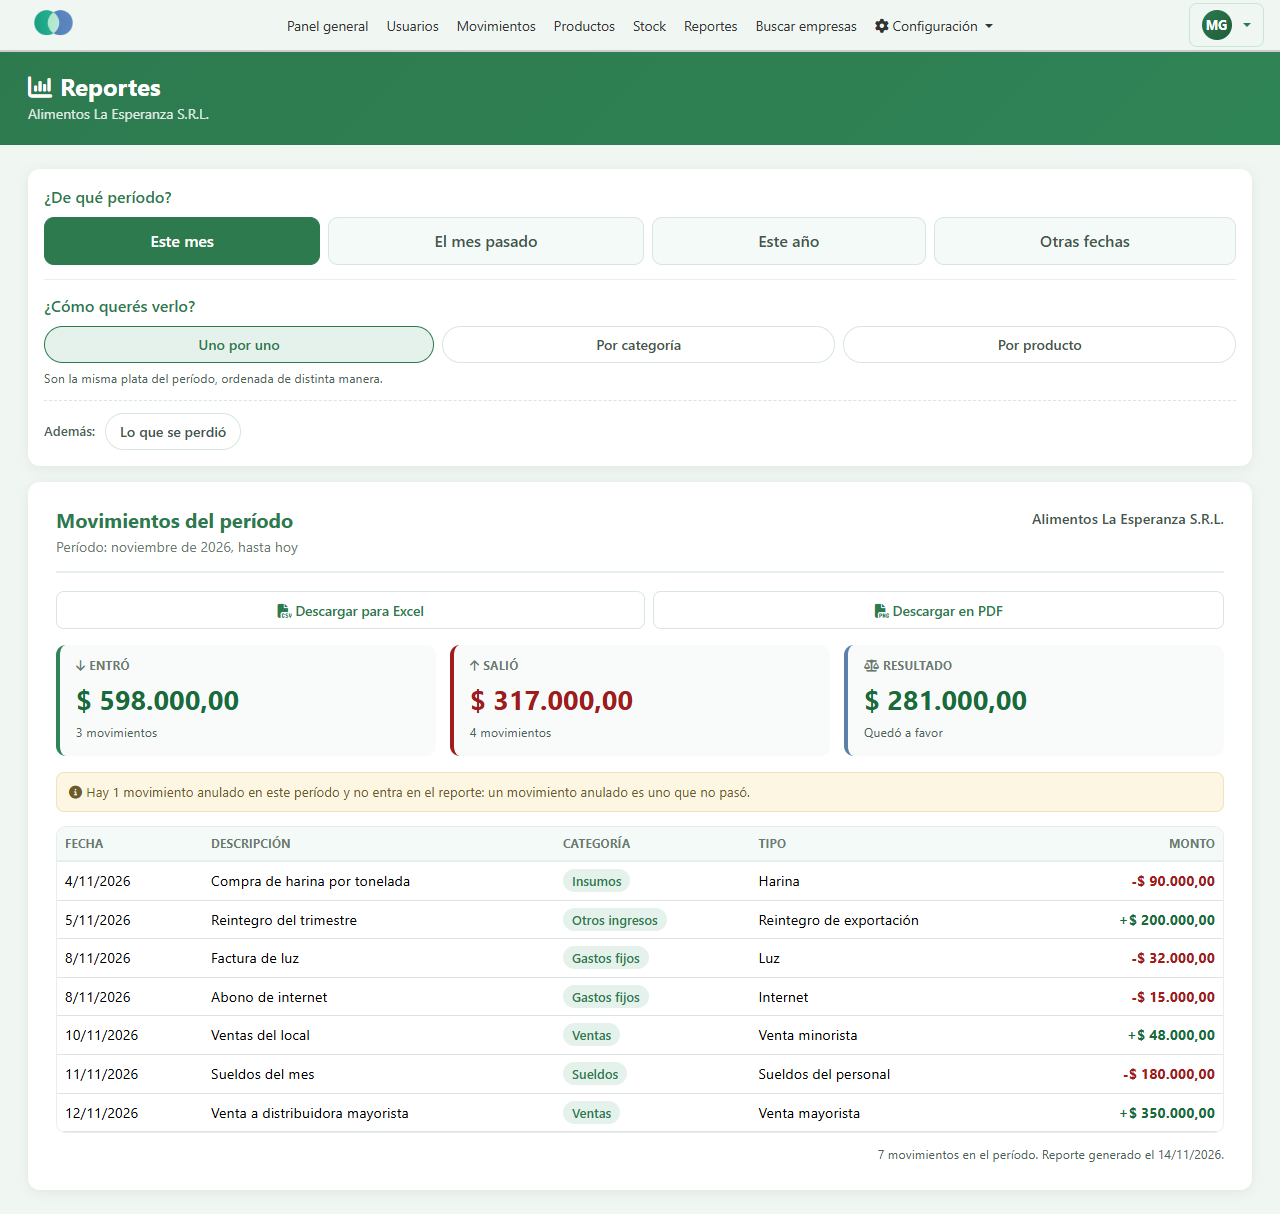 Panel general Usuarios Movimientos Productos Stock Reportes Buscar empresas Configuración MG
Reportes
Alimentos La Esperanza S.R.L.
¿De qué período?
Este mes El mes pasado Este año Otras fechas
¿Cómo querés verlo?
Uno por uno Por categoría Por producto
Son la misma plata del período, ordenada de distinta manera.
Además: Lo que se perdió
Movimientos del período Alimentos La Esperanza S.R.L.
Período: noviembre de 2026, hasta hoy
Descargar para Excel Descargar en PDF
ENTRÓ SALIÓ RESULTADO
$ 598.000,00 $ 317.000,00 $ 281.000,00
3 movimientos 4 movimientos Quedó a favor
Hay 1 movimiento anulado en este período y no entra en el reporte: un movimiento anulado es uno que no pasó.
FECHA DESCRIPCIÓN CATEGORÍA TIPO MONTO
4/11/2026 Compra de harina por tonelada Insumos Harina -$ 90.000,00
5/11/2026 Reintegro del trimestre Otros ingresos Reintegro de exportación +$ 200.000,00
8/11/2026 Factura de luz Gastos fijos Luz -$ 32.000,00
8/11/2026 Abono de internet Gastos fijos Internet -$ 15.000,00
10/11/2026 Ventas del local Ventas Venta minorista +$ 48.000,00
11/11/2026 Sueldos del mes Sueldos Sueldos del personal -$ 180.000,00
12/11/2026 Venta a distribuidora mayorista Ventas Venta mayorista +$ 350.000,00
7 movimientos en el período. Reporte generado el 14/11/2026.